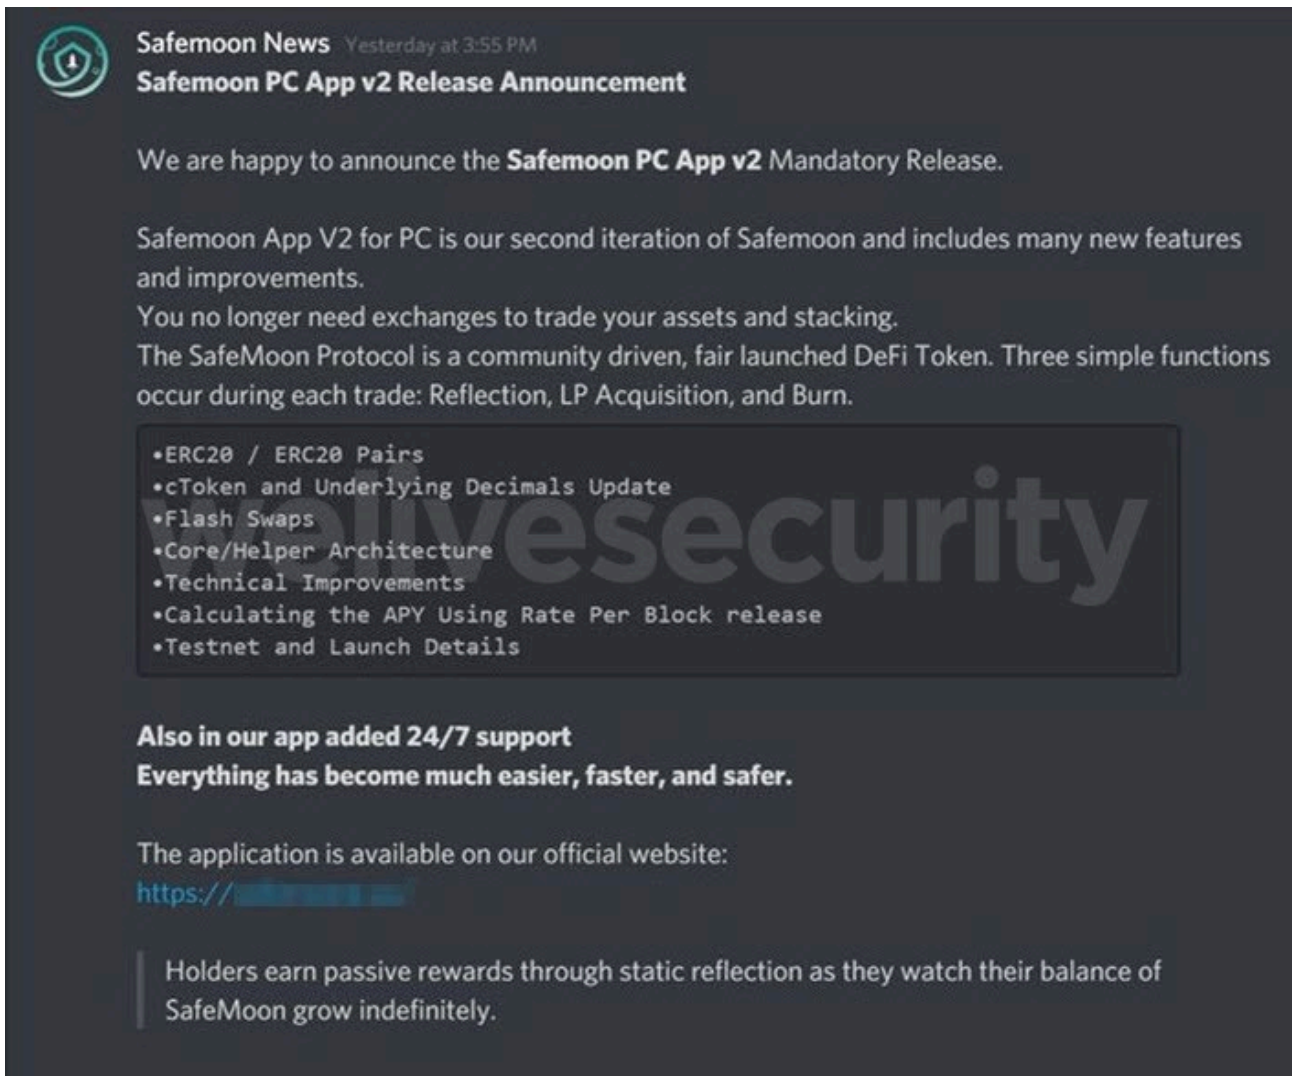 Safemoon News Yesterday at 3:55 PM
Safemoon PC App v2 Release Announcement
We are happy to announce the Safemoon PC App v2 Mandatory Release.
Safemoon App V2 for PC is our second iteration of Safemoon and includes many new features
and improvements.
You no longer need exchanges to trade your assets and stacking.
The SafeMoon Protocol is a community driven, fair launched DeFi Token. Three simple functions
occur during each trade: Reflection, LP Acquisition, and Burn.
•ERC20 / ERC20 Pairs
•cToken and Underlying Decimals Update
•Flash Swaps
•Core/Helper Architecture
•Technical Improvements
•Calculating the APY Using Rate Per Block release
•Testnet and Launch Details
welivesecurity
Also in our app added 24/7 support
Everything has become much easier, faster, and safer.
The application is available on our official website:
https://
Holders earn passive rewards through static reflection as they watch their balance of
SafeMoon grow indefinitely.